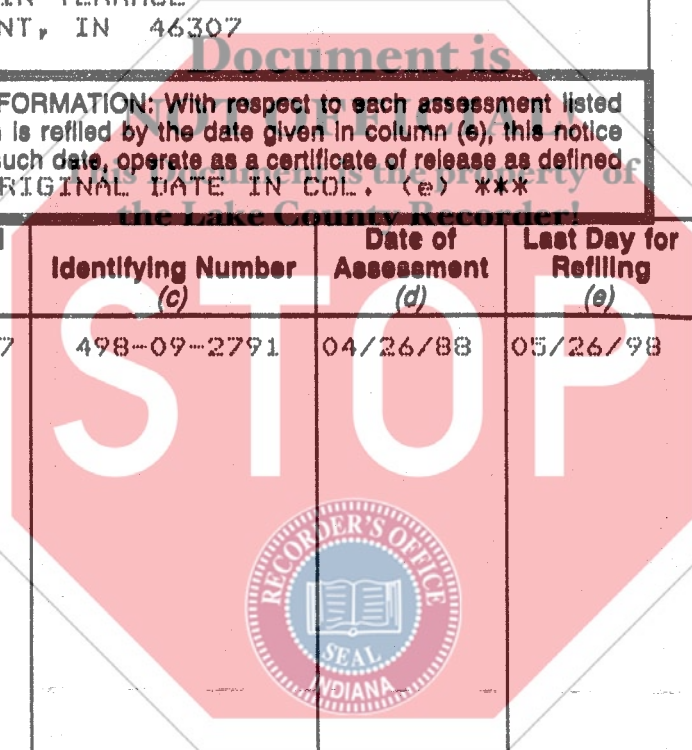 IN TERRACE
NT, IN 46307
Document is
FORMATION: With respect to each assessment listed
NOT OFFICIAL!
is refiled by the date given in column (e), this notice
such date, operate as a certificate of release as defined
This Document is the property of
RIGINAL DATE IN COL. (e) ***
the Lake County Recorder!
Identifying Number
(c)
Date of
Assessment
(d)
Last Day for
Refiling
(e)
7 498-09-2791 04/26/88 05/26/98
STOP
RECORDER'S OFFICE
SEAL
INDIANA